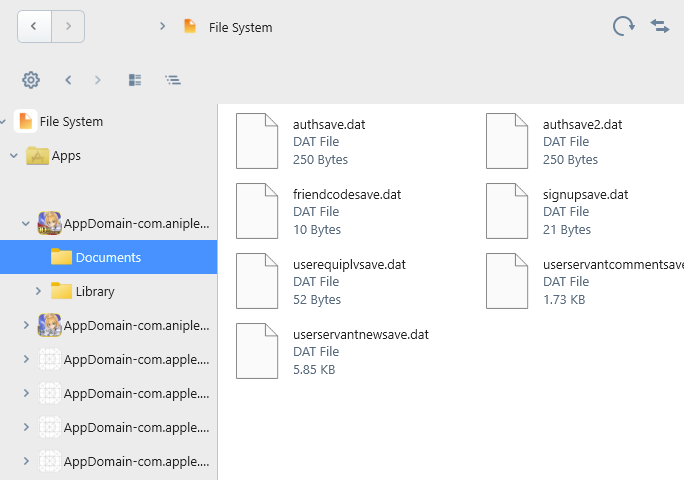 File System
File System
Apps
AppDomain-com.aniple...
Documents
Library
AppDomain-com.aniple...
AppDomain-com.apple....
AppDomain-com.apple....
AppDomain-com.apple....
AppDomain-com.apple....
authsave.dat
DAT File
250 Bytes
authsave2.dat
DAT File
250 Bytes
friendcodesave.dat
DAT File
10 Bytes
signupsave.dat
DAT File
21 Bytes
userequiplvsave.dat
DAT File
52 Bytes
userservantcommentsave
DAT File
1.73 KB
userservantnewsave.dat
DAT File
5.85 KB